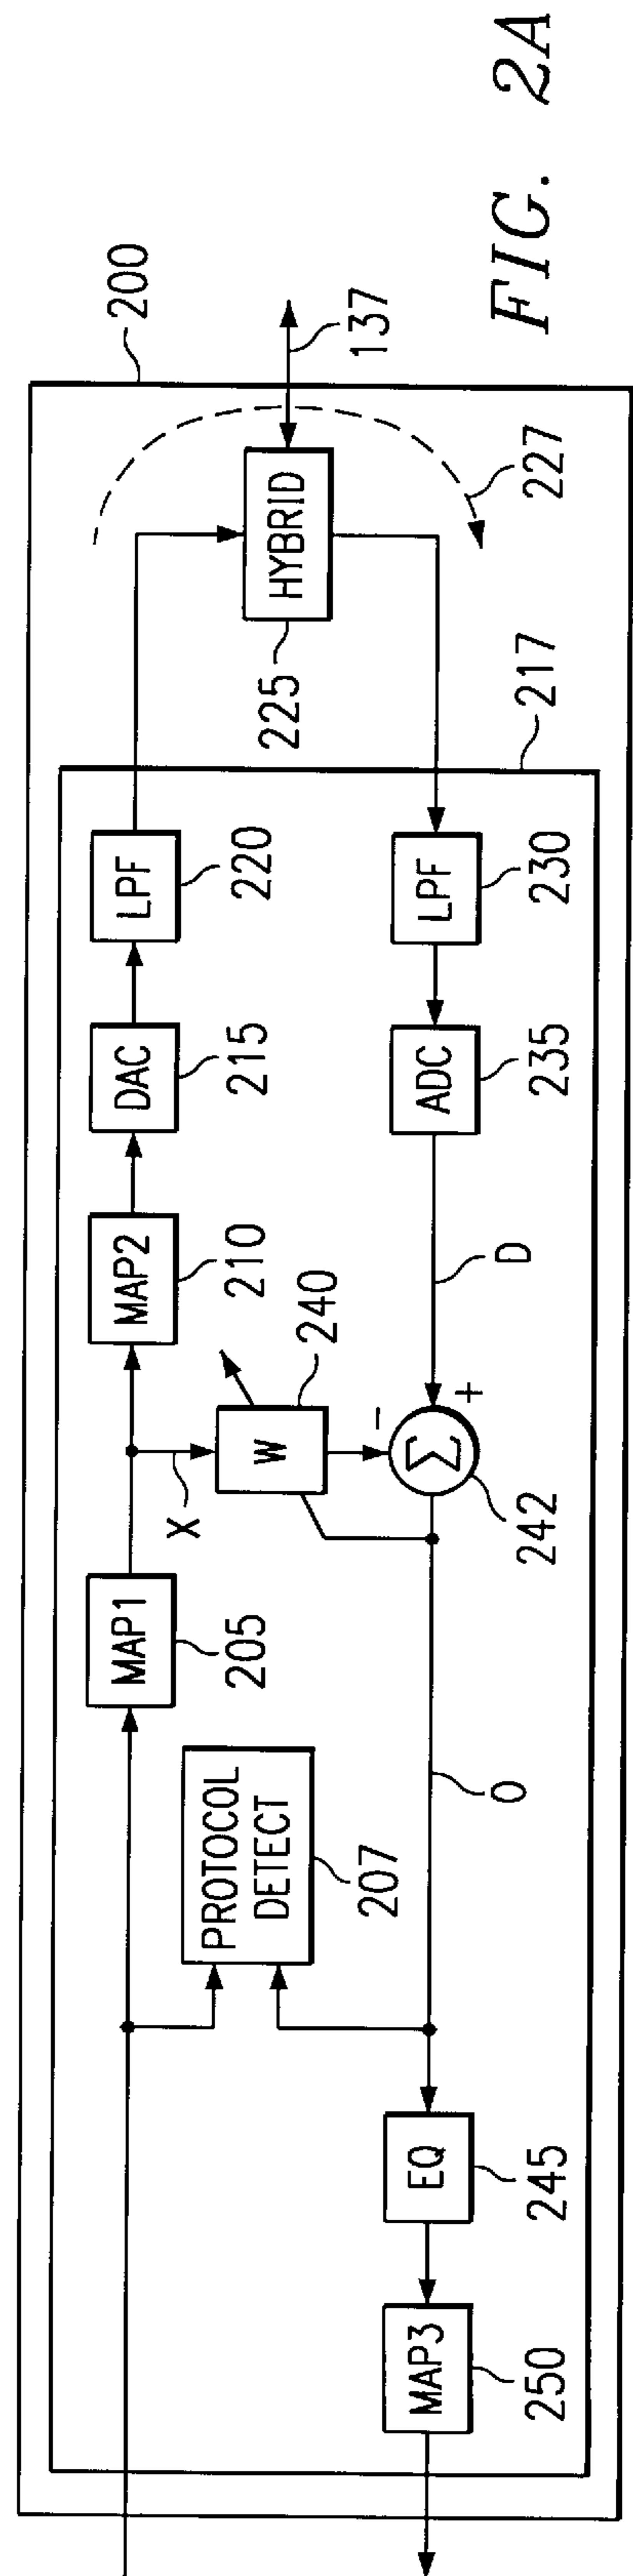 200
MAP1
205
MAP2
210
DAC
215
LPF
220
PROTOCOL
DETECT
207
X
W
240
HYBRID
225
137
227
-
+
Σ
242
D
ADC
235
LPF
230
217
O
EQ
245
MAP3
250
FIG. 2A